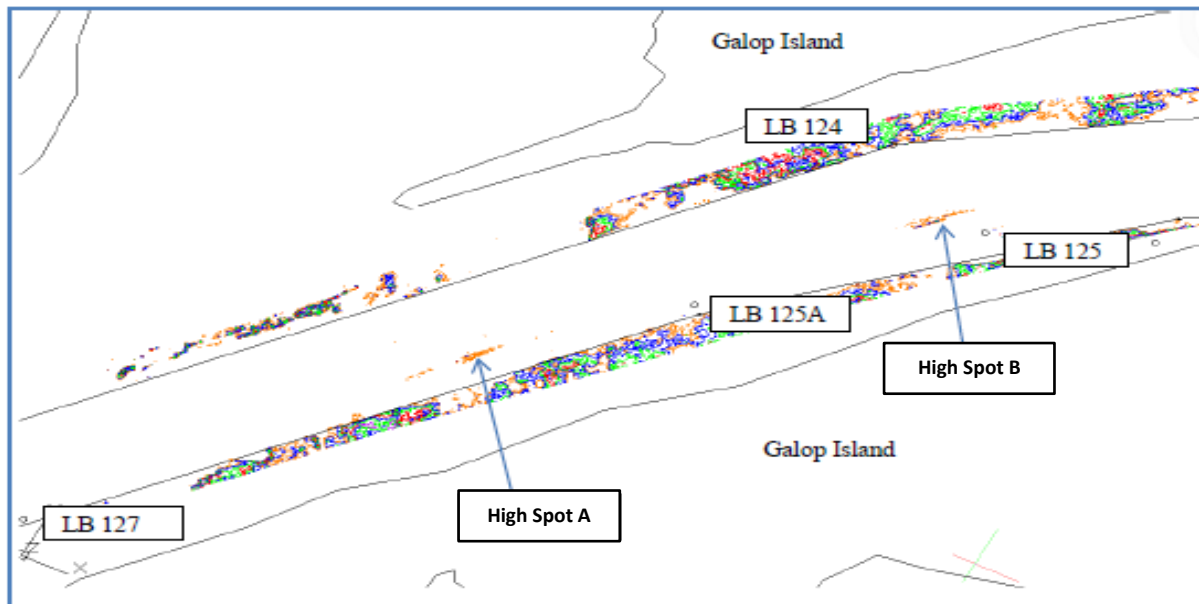 Galop Island
LB 124
LB 125
LB 125A
High Spot B
Galop Island
High Spot A
LB 127